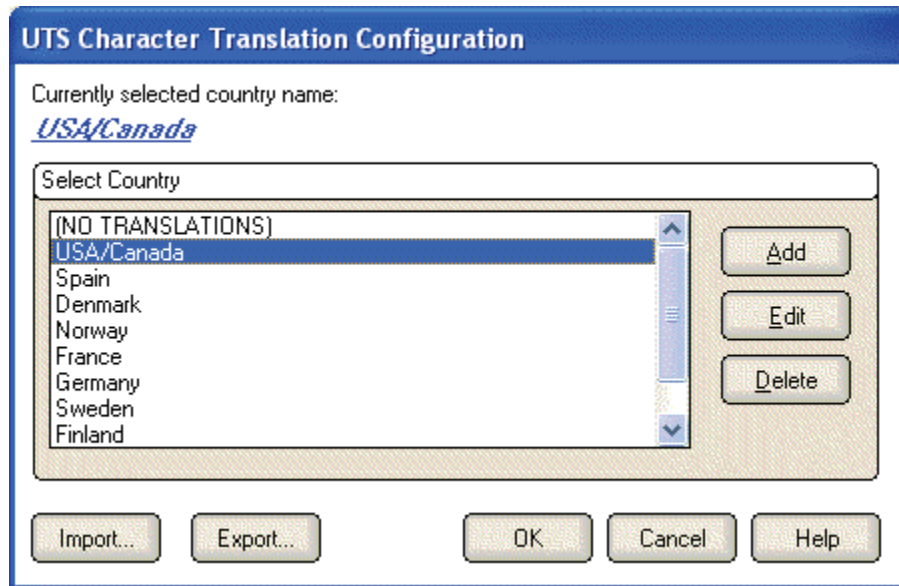 UTS Character Translation Configuration
Currently selected country name:
USA/Canada
Select Country
(NO TRANSLATIONS)
USA/Canada
Spain
Denmark
Norway
France
Germany
Sweden
Finland
Add
Edit
Delete
Import...
Export...
OK
Cancel
Help